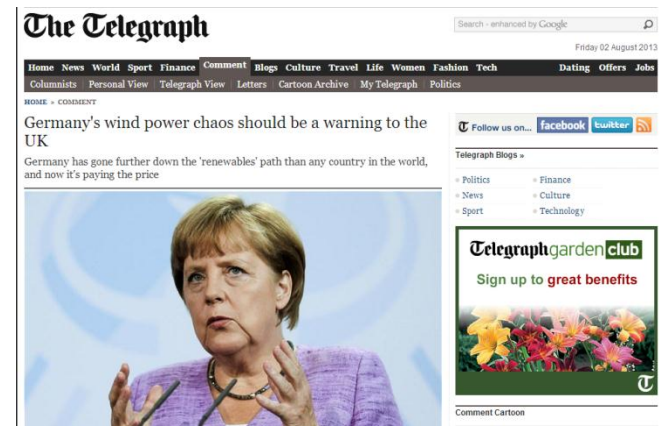 The Telegraph
Search - enhanced by Google
Friday 02 August 2013
Home News World Sport Finance Comment Blogs Culture Travel Life Women Fashion Tech Dating Offers Jobs
Columnists Personal View Telegraph View Letters Cartoon Archive My Telegraph Politics
HOME » COMMENT
Germany's wind power chaos should be a warning to the
UK
Germany has gone further down the 'renewables' path than any country in the world,
and now it's paying the price
Follow us on... facebook twitter
Telegraph Blogs »
Politics Finance
News Culture
Sport Technology
Telegraph garden club
Sign up to great benefits
T
Comment Cartoon